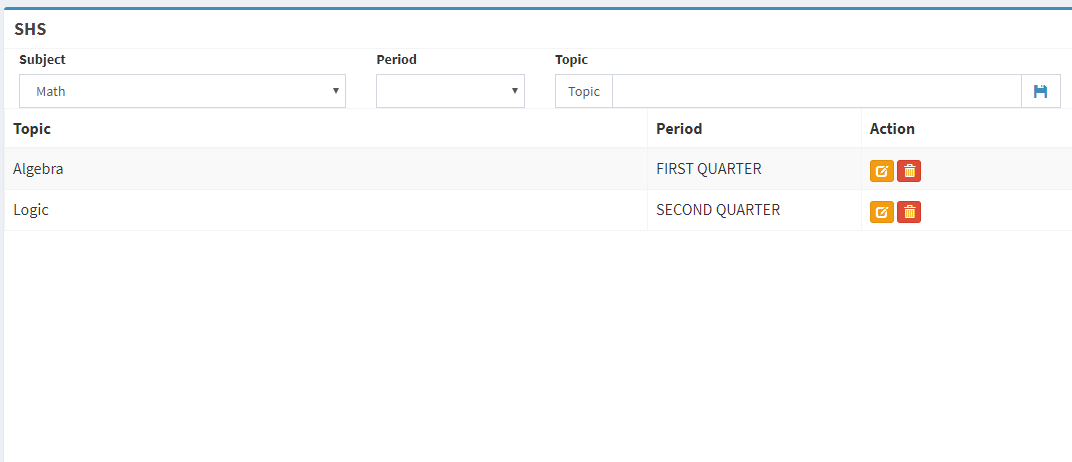 SHS
Subject Period Topic
Math Topic
Topic Period Action
Algebra FIRST QUARTER
Logic SECOND QUARTER